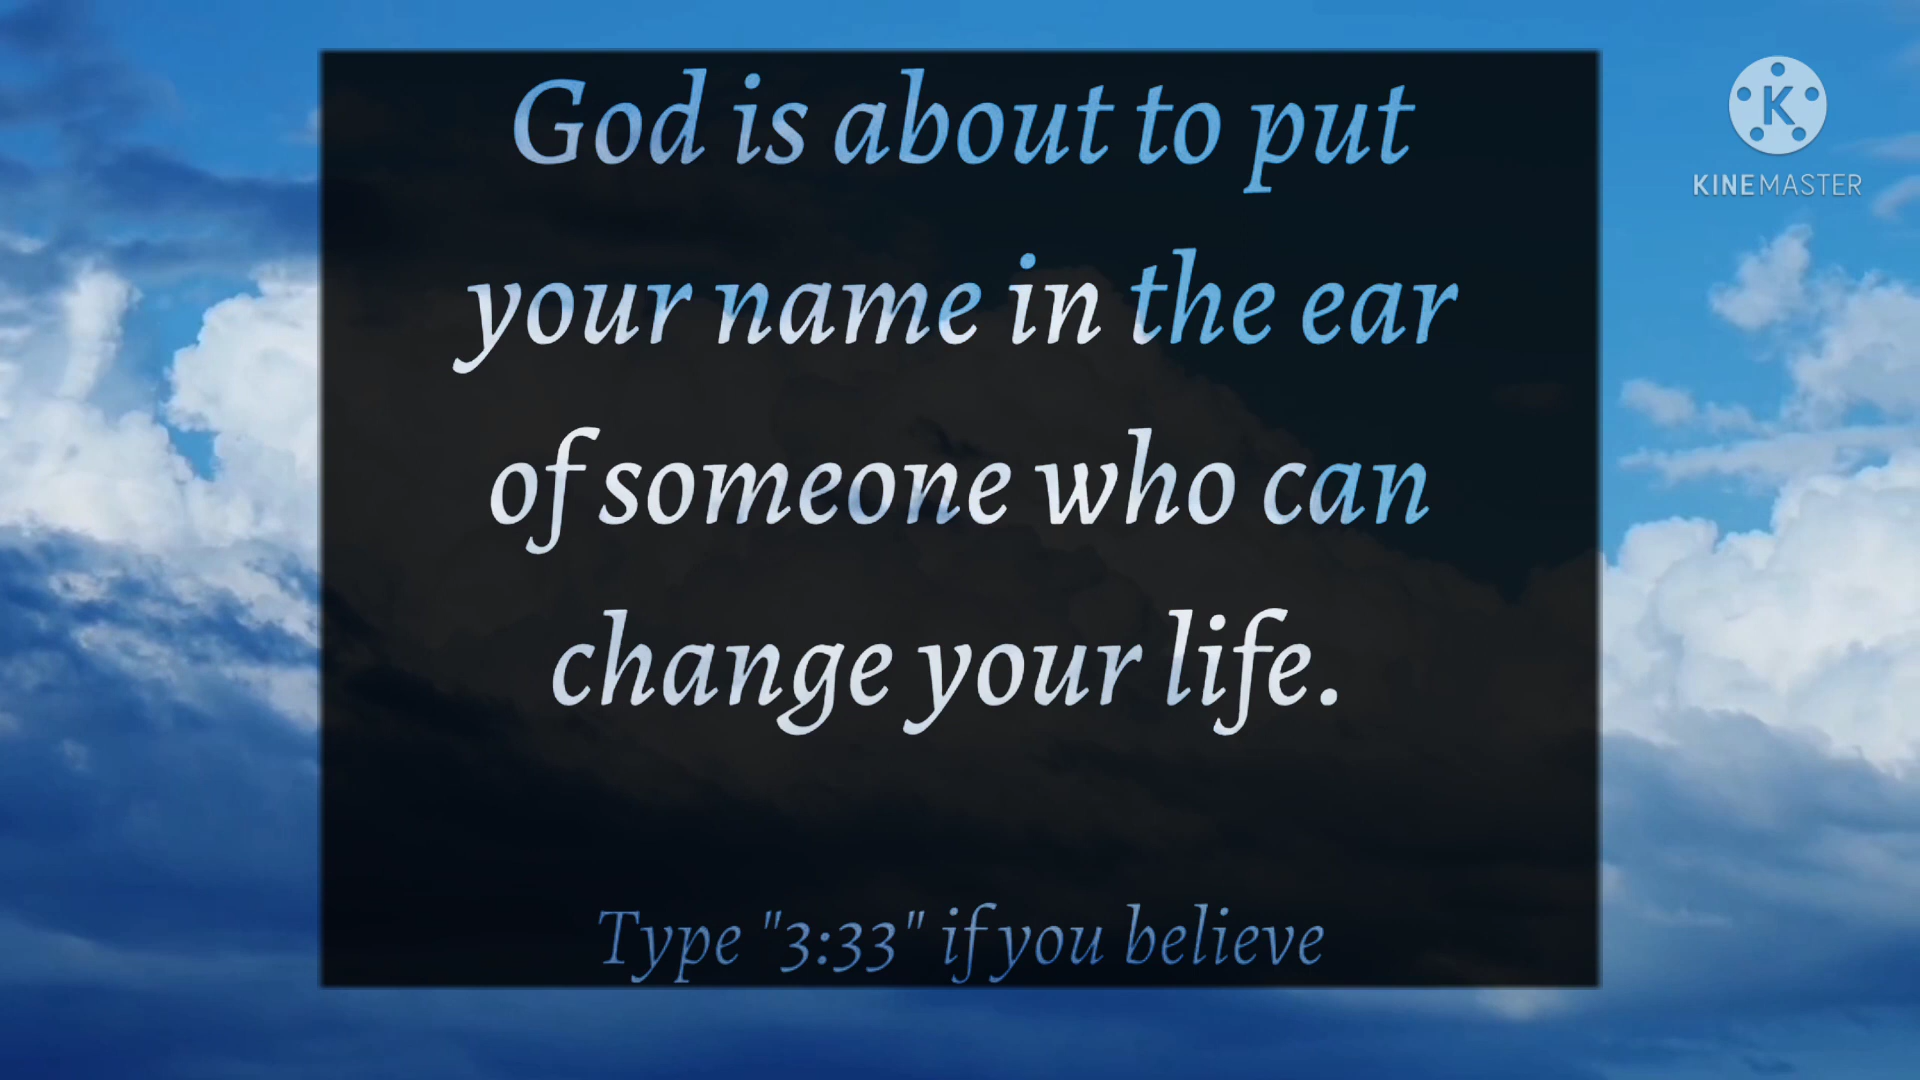 God is about to put
your name in the ear
of someone who can
change your life.
Type "3:33" if you believe
K
KINEMASTER